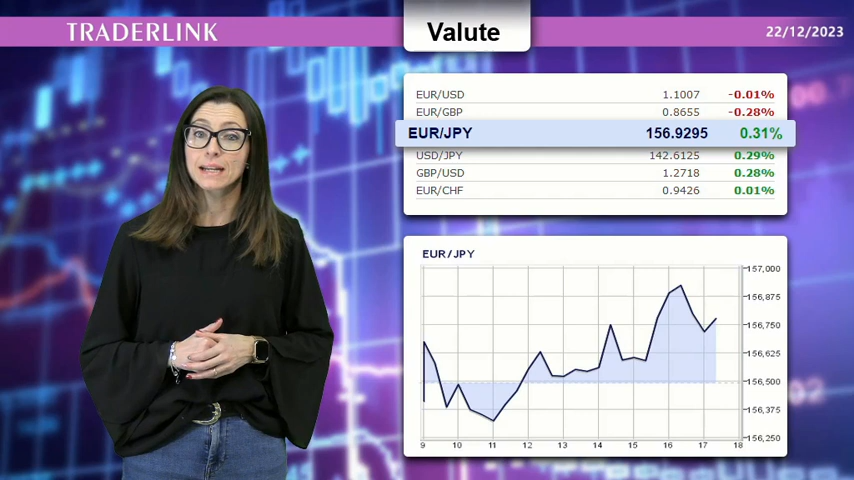 TRADERLINK
Valute
22/12/2023
EUR/USD 1.1007 -0.01%
EUR/GBP 0.8655 -0.28%
EUR/JPY 156.9295 0.31%
USD/JPY 142.6125 0.29%
GBP/USD 1.2718 0.28%
EUR/CHF 0.9426 0.01%
EUR/JPY
157,000
156,875
156,750
156,625
156,500
156,375
156,250
9 10 11 12 13 14 15 16 17 18